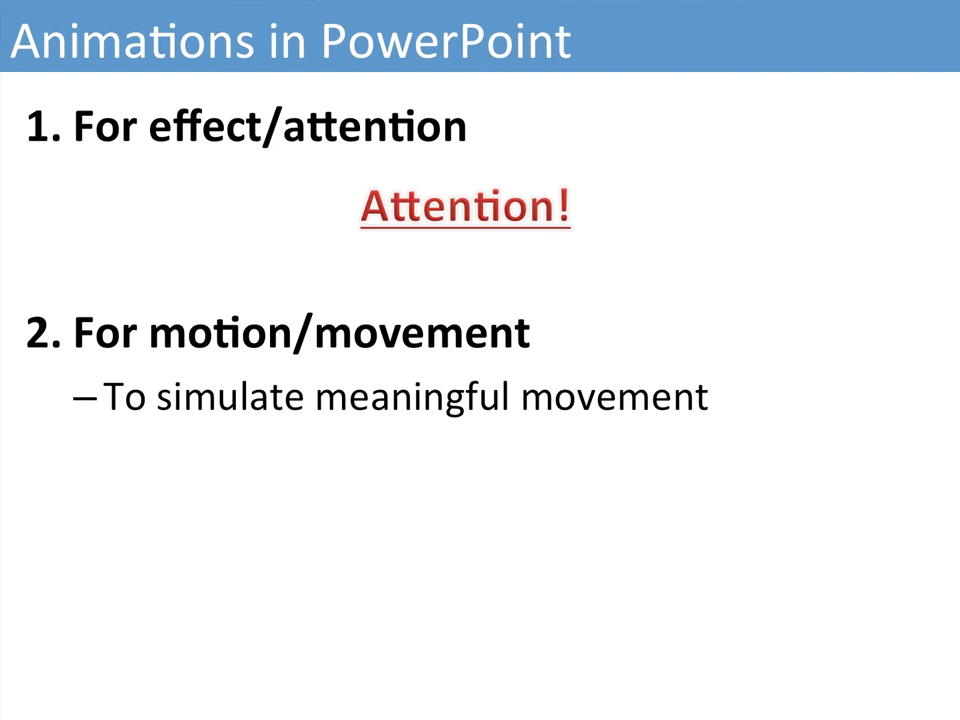 Animations in PowerPoint
1. For effect/attention
Attention!
2. For motion/movement
– To simulate meaningful movement